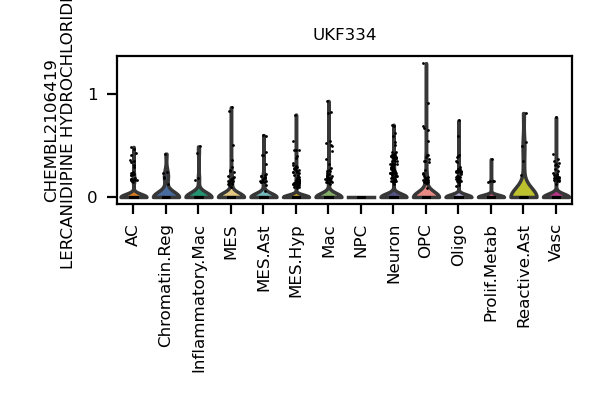 UKF334
CHEMBL2106419
LERCANIDIPINE HYDROCHLORID
1
0
AC
Chromatin.Reg
Inflammatory.Mac
MES
MES.Ast
MES.Hyp
Mac
NPC
Neuron
OPC
Oligo
Prolif.Metab
Reactive.Ast
Vasc